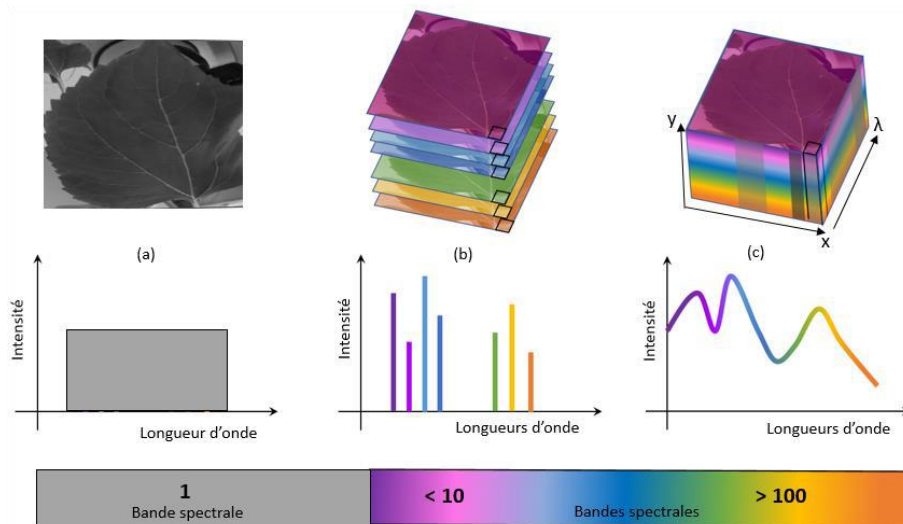 y
λ
x
(a)
(b)
(c)
Intensité
Longueur d'onde
Intensité
Longueurs d'onde
Intensité
Longueurs d'onde
1
Bande spectrale
< 10
> 100
Bandes spectrales